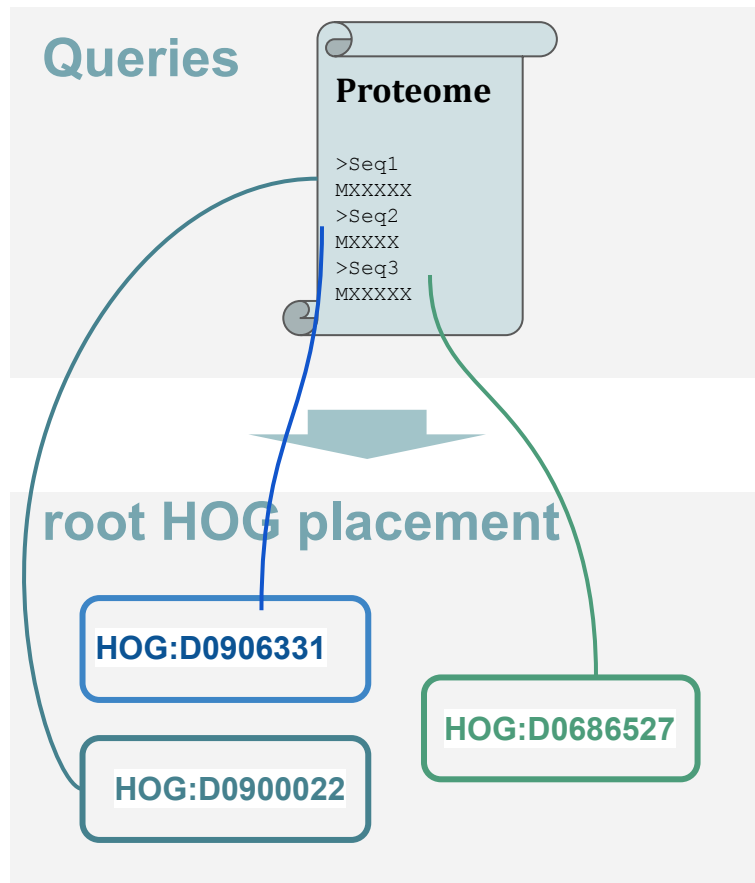 Queries
Proteome
>Seq1
MXXXXX
>Seq2
MXXXX
>Seq3
MXXXXX
root HOG placement
HOG:D0906331
HOG:D0686527
HOG:D0900022